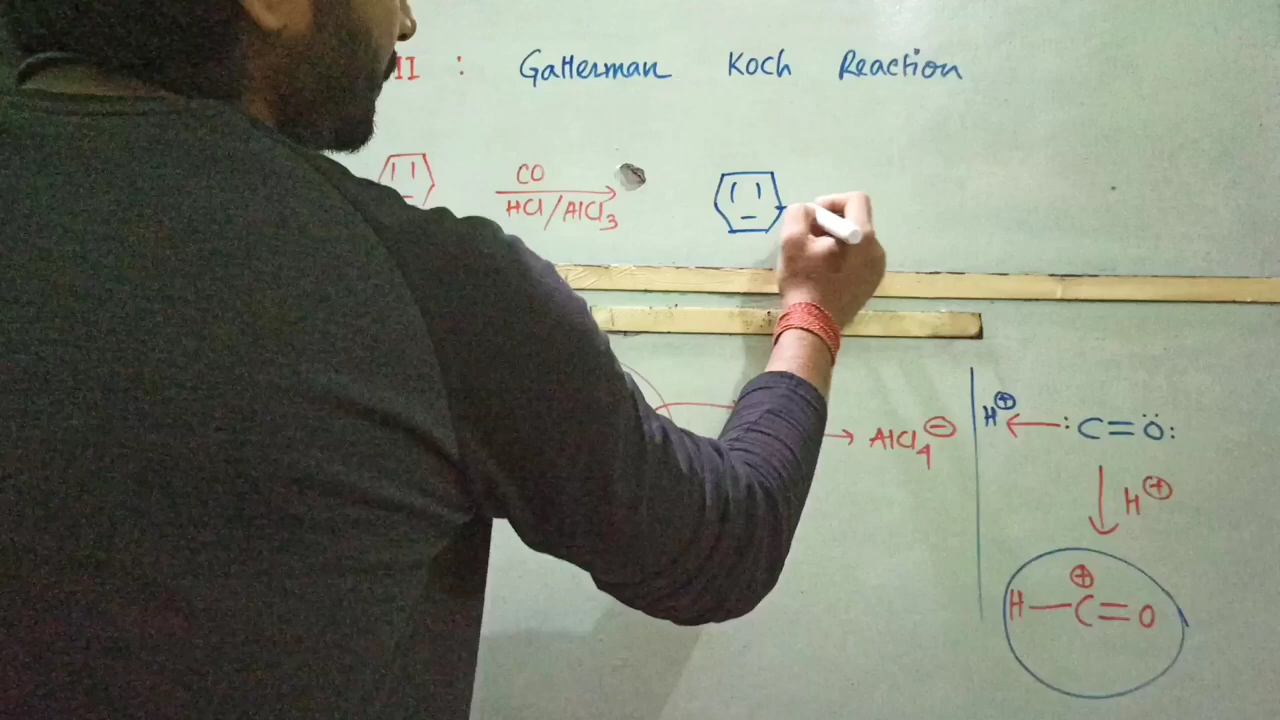 II : Gatterman Koch Reaction
CO
HCl/AlCl3
→ AlCl4⊖
H⊕ ← :C=Ö:
↓ H⊕
⊕
H—C=O